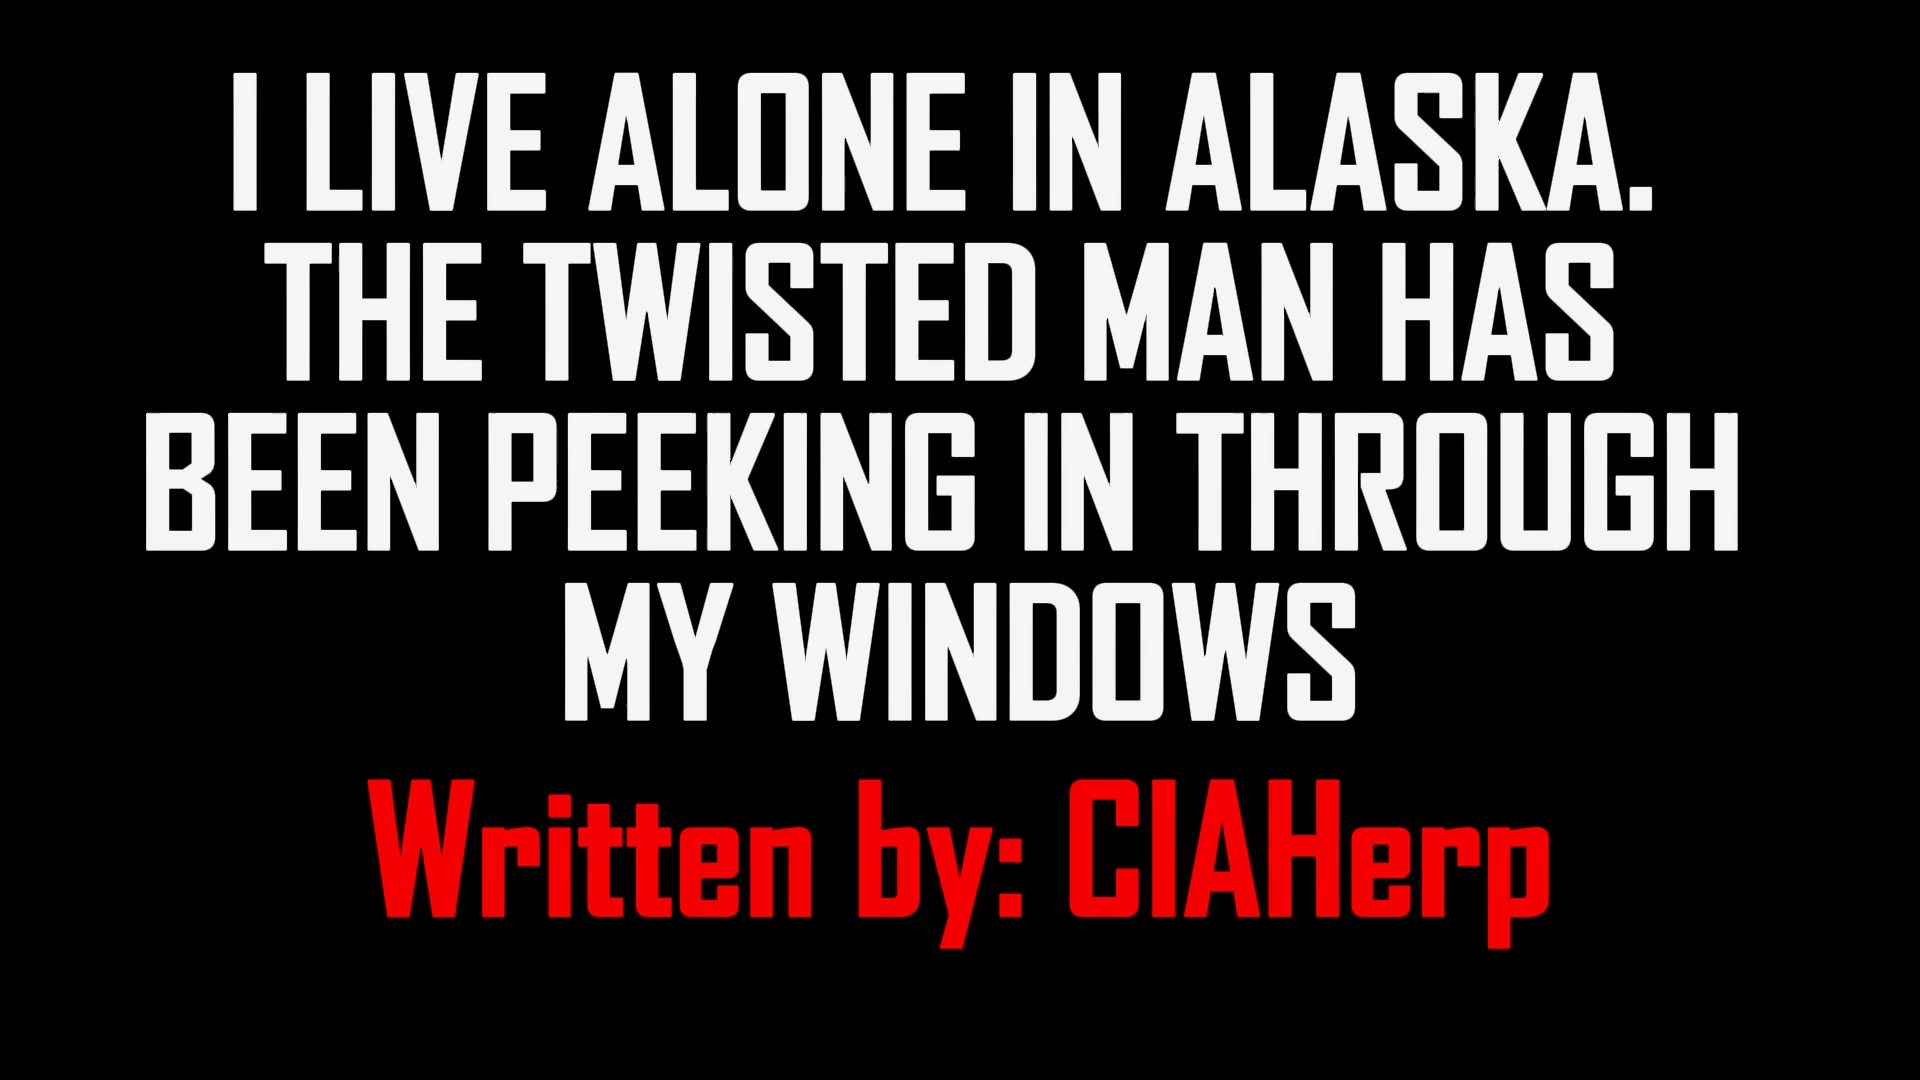 I LIVE ALONE IN ALASKA.
THE TWISTED MAN HAS
BEEN PEEKING IN THROUGH
MY WINDOWS
Written by: CIAHerp